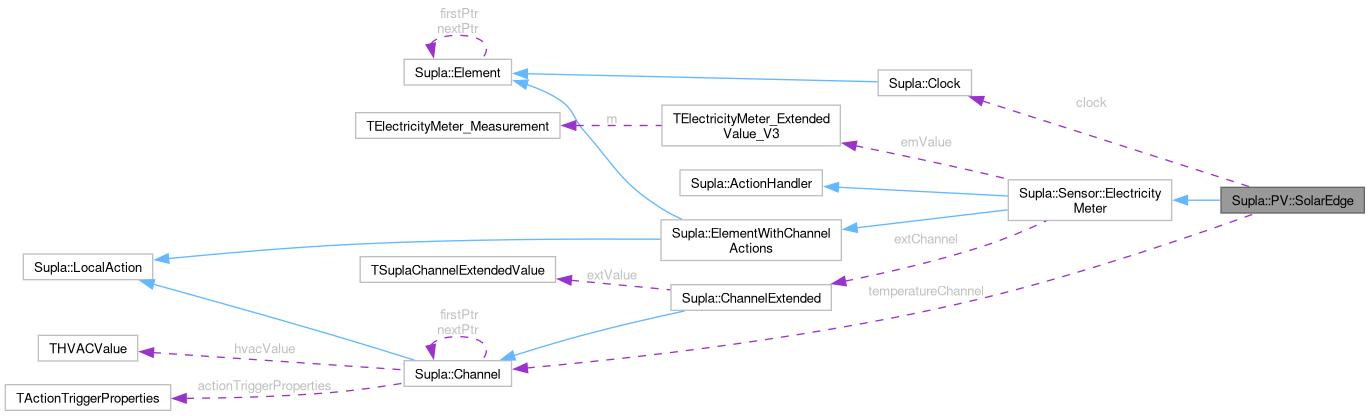 firstPtr
nextPtr
Supla::Element
Supla::Clock
clock
TElectricityMeter_Measurement
m
TElectricityMeter_Extended
Value_V3
emValue
Supla::ActionHandler
Supla::Sensor::Electricity
Meter
Supla::PV::SolarEdge
Supla::ElementWithChannel
Actions
extChannel
Supla::LocalAction
TSuplaChannelExtendedValue
extValue
Supla::ChannelExtended
temperatureChannel
firstPtr
nextPtr
THVACValue
hvacValue
Supla::Channel
actionTriggerProperties
TActionTriggerProperties